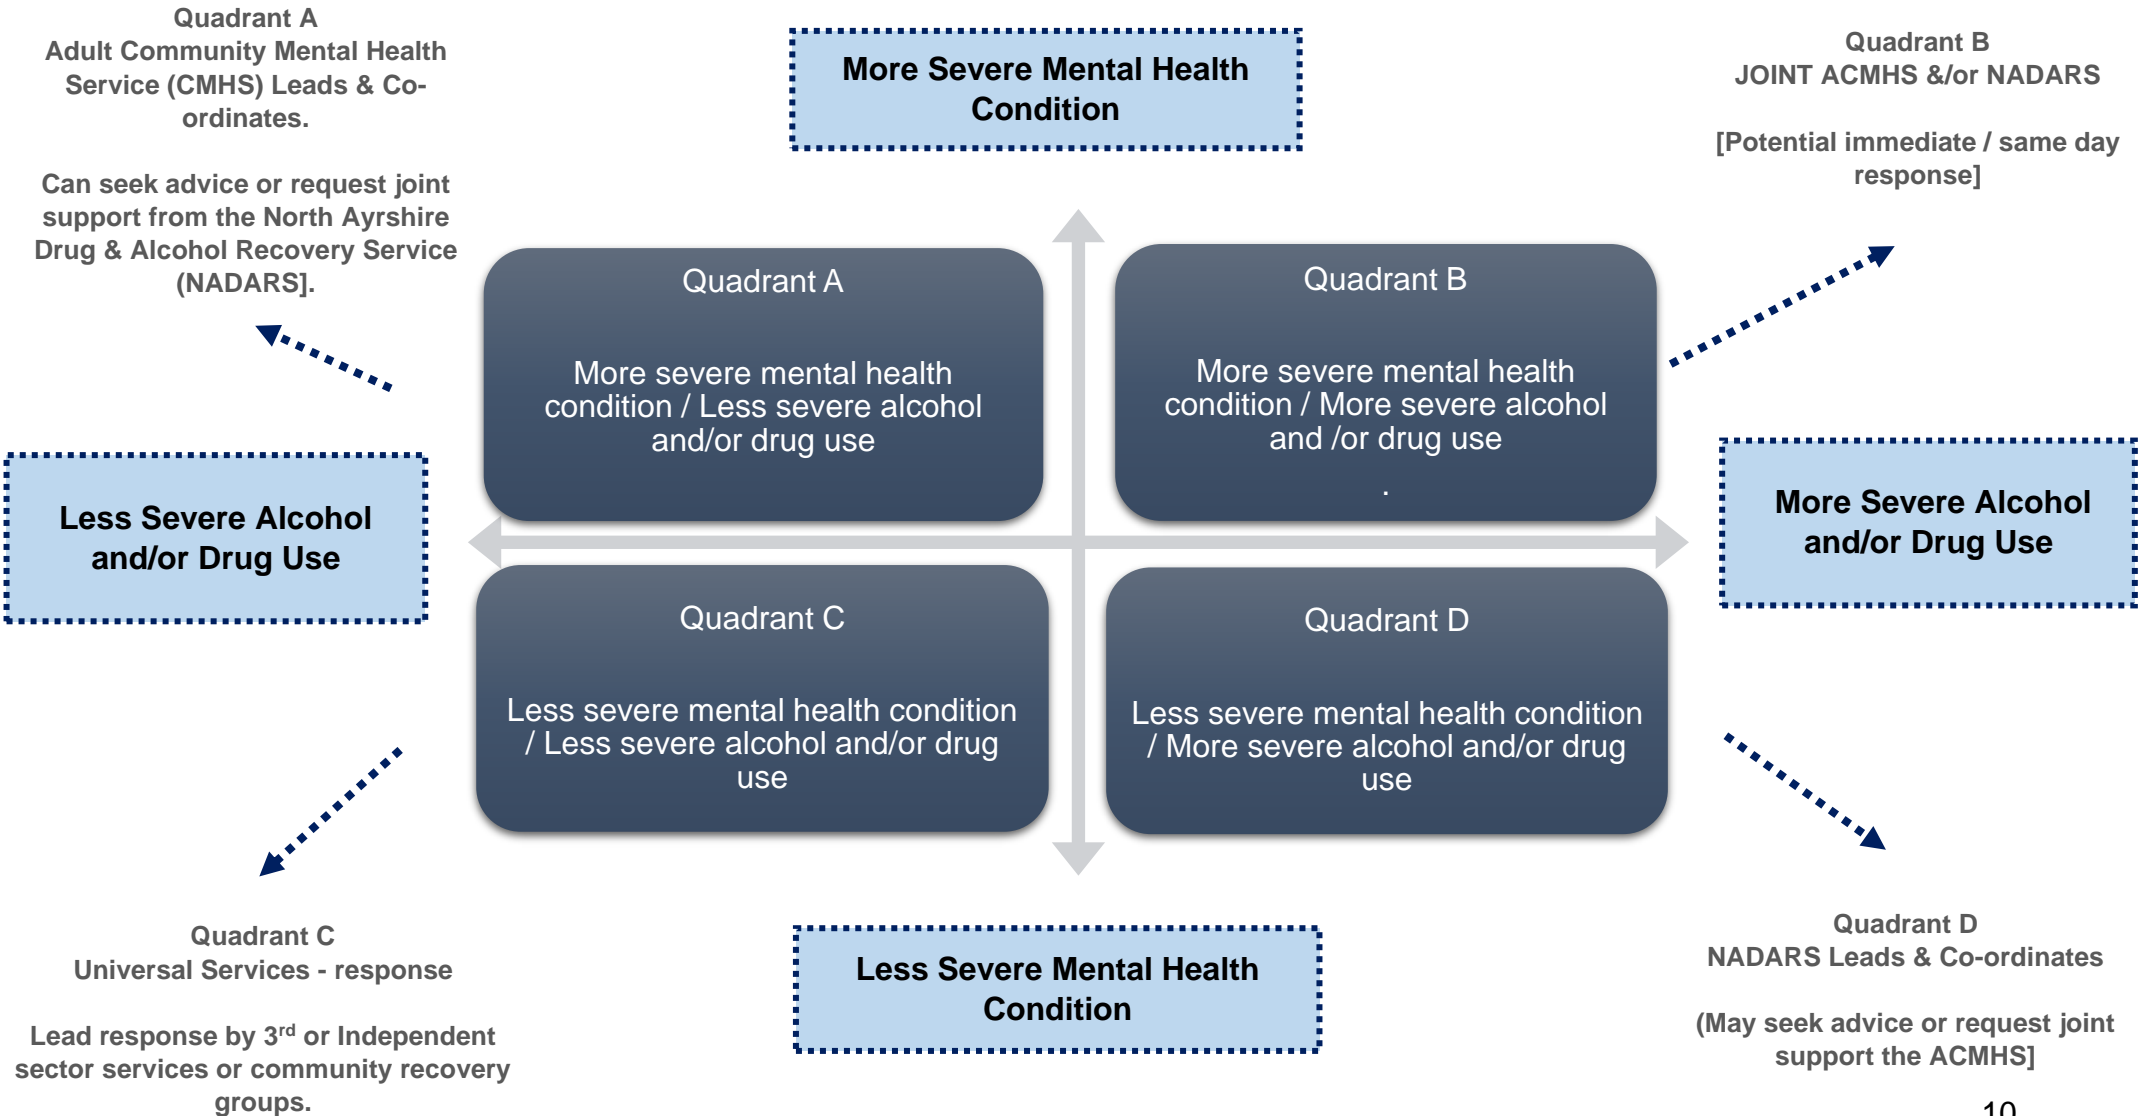 Quadrant A
Adult Community Mental Health
Service (CMHS) Leads & Co-
ordinates.
Can seek advice or request joint
support from the North Ayrshire
Drug & Alcohol Recovery Service
(NADARS].
More Severe Mental Health
Condition
Quadrant B
JOINT ACMHS &/or NADARS
[Potential immediate / same day
response]
Quadrant A
More severe mental health
condition / Less severe alcohol
and/or drug use
Quadrant B
More severe mental health
condition / More severe alcohol
and /or drug use
.
Less Severe Alcohol
and/or Drug Use
More Severe Alcohol
and/or Drug Use
Quadrant C
Less severe mental health condition
/ Less severe alcohol and/or drug
use
Quadrant D
Less severe mental health condition
/ More severe alcohol and/or drug
use
Quadrant C
Universal Services - response
Lead response by 3rd or Independent
sector services or community recovery
groups.
Less Severe Mental Health
Condition
Quadrant D
NADARS Leads & Co-ordinates
(May seek advice or request joint
support the ACMHS]
10